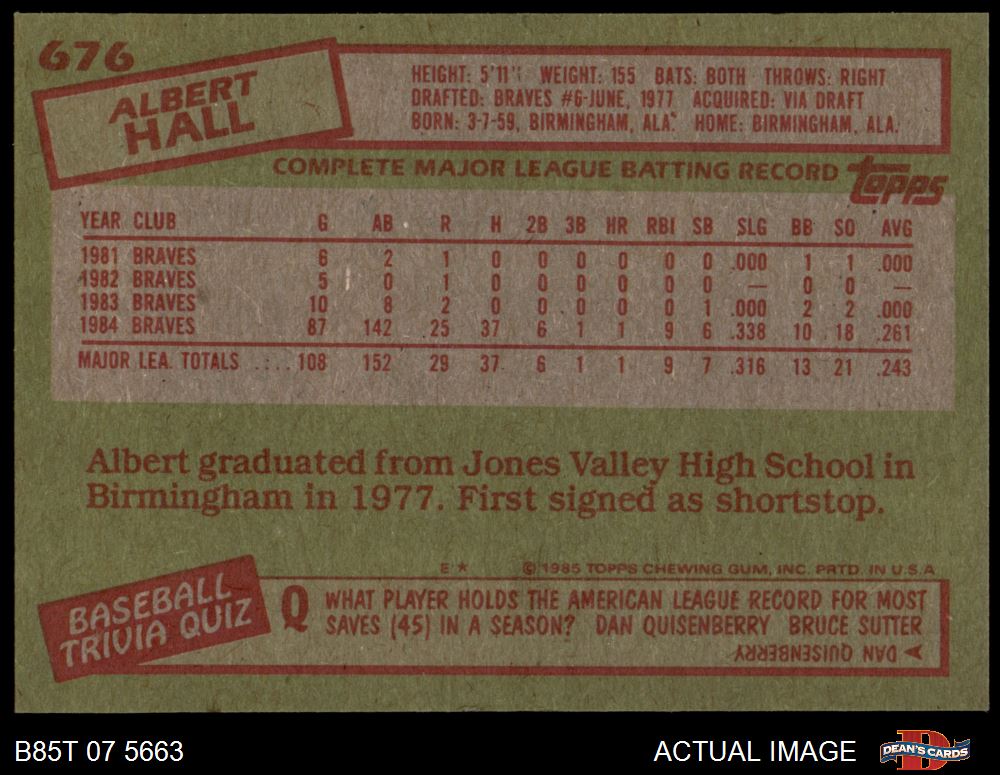 676
ALBERT
HALL
HEIGHT: 5'11" WEIGHT: 155 BATS: BOTH THROWS: RIGHT
DRAFTED: BRAVES #6-JUNE, 1977 ACQUIRED: VIA DRAFT
BORN: 3-7-59, BIRMINGHAM, ALA. HOME: BIRMINGHAM, ALA.
COMPLETE MAJOR LEAGUE BATTING RECORD topps
YEAR CLUB G AB R H 2B 3B HR RBI SB SLG BB SO AVG
1981 BRAVES 6 2 1 0 0 0 0 0 0 .000 1 1 .000
1982 BRAVES 5 0 1 0 0 0 0 0 0 — 0 0 —
1983 BRAVES 10 8 2 0 0 0 0 0 1 .000 2 2 .000
1984 BRAVES 87 142 25 37 6 1 1 9 6 .338 10 18 .261
MAJOR LEA. TOTALS .... 108 152 29 37 6 1 1 9 7 .316 13 21 .243
Albert graduated from Jones Valley High School in
Birmingham in 1977. First signed as shortstop.
E* © 1985 TOPPS CHEWING GUM, INC. PRTD. IN U.S.A
BASEBALL
TRIVIA QUIZ
Q WHAT PLAYER HOLDS THE AMERICAN LEAGUE RECORD FOR MOST
SAVES (45) IN A SEASON? DAN QUISENBERRY BRUCE SUTTER
A DAN QUISENBERRY
B85T 07 5663
ACTUAL IMAGE
D
DEAN'S CARDS